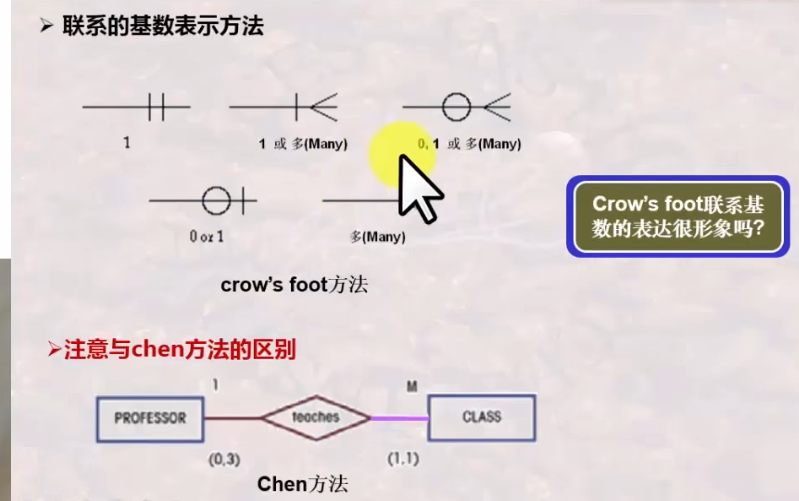 联系的基数表示方法
1
1 或 多(Many)
0, 1 或 多(Many)
0 or 1
多(Many)
Crow's foot联系基
数的表达很形象吗?
crow's foot方法
注意与chen方法的区别
1
M
PROFESSOR
teaches
CLASS
(0,3)
(1,1)
Chen方法